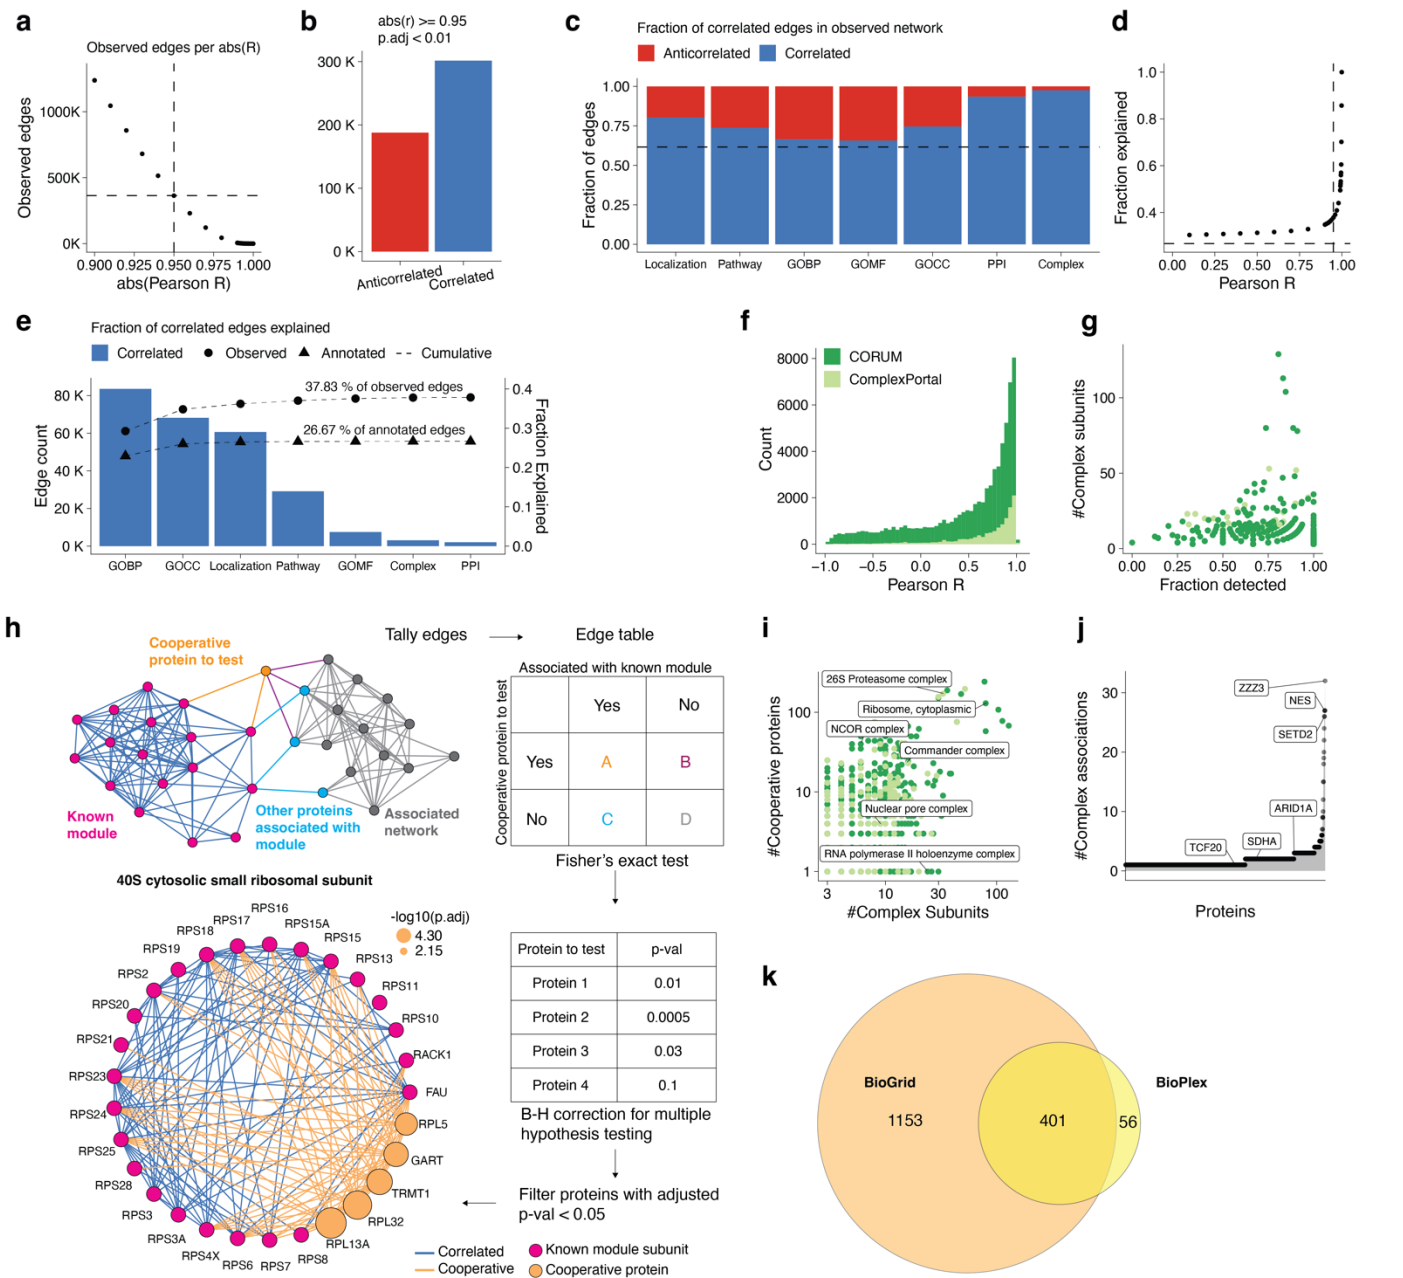 a
Observed edges per abs(R)
Observed edges
1000K
500K
0K
0.900 0.925 0.950 0.975 1.000
abs(Pearson R)
b
abs(r) >= 0.95
p.adj < 0.01
300 K
200 K
100 K
0 K
Anticorrelated
Correlated
c
Fraction of correlated edges in observed network
Anticorrelated Correlated
Fraction of edges
1.00
0.75
0.50
0.25
0.00
Localization Pathway GOBP GOMF GOCC PPI Complex
d
Fraction explained
1.0
0.8
0.6
0.4
0.00 0.25 0.50 0.75 1.00
Pearson R
e
Fraction of correlated edges explained
Correlated Observed Annotated Cumulative
Edge count
80 K
60 K
40 K
20 K
0 K
37.83 % of observed edges
26.67 % of annotated edges
0.4
0.3
0.2
0.1
0.0
Fraction Explained
GOBP GOCC Localization Pathway GOMF Complex PPI
f
CORUM
ComplexPortal
Count
8000
6000
4000
2000
0
−1.0 −0.5 0.0 0.5 1.0
Pearson R
g
#Complex subunits
100
50
0
0.00 0.25 0.50 0.75 1.00
Fraction detected
h
Cooperative
protein to test
Known
module
Other proteins
associated with
module
Associated
network
Tally edges
Edge table
Associated with known module
Cooperative protein to test
Yes No
Yes A B
No C D
Fisher's exact test
Protein to test p-val
Protein 1 0.01
Protein 2 0.0005
Protein 3 0.03
Protein 4 0.1
B-H correction for multiple
hypothesis testing
Filter proteins with adjusted
p-val < 0.05
40S cytosolic small ribosomal subunit
-log10(p.adj)
4.30
2.15
RPS16
RPS15A
RPS15
RPS13
RPS11
RPS10
RACK1
FAU
RPL5
GART
TRMT1
RPL32
RPL13A
RPS8
RPS7
RPS6
RPS4X
RPS3A
RPS3
RPS28
RPS25
RPS24
RPS23
RPS21
RPS20
RPS2
RPS19
RPS18
RPS17
Correlated
Cooperative
Known module subunit
Cooperative protein
i
#Cooperative proteins
100
10
1
26S Proteasome complex
Ribosome, cytoplasmic
NCOR complex
Commander complex
Nuclear pore complex
RNA polymerase II holoenzyme complex
3 10 30 100
#Complex Subunits
j
#Complex associations
30
20
10
0
ZZZ3
NES
SETD2
ARID1A
SDHA
TCF20
Proteins
k
BioGrid
1153
401
56
BioPlex